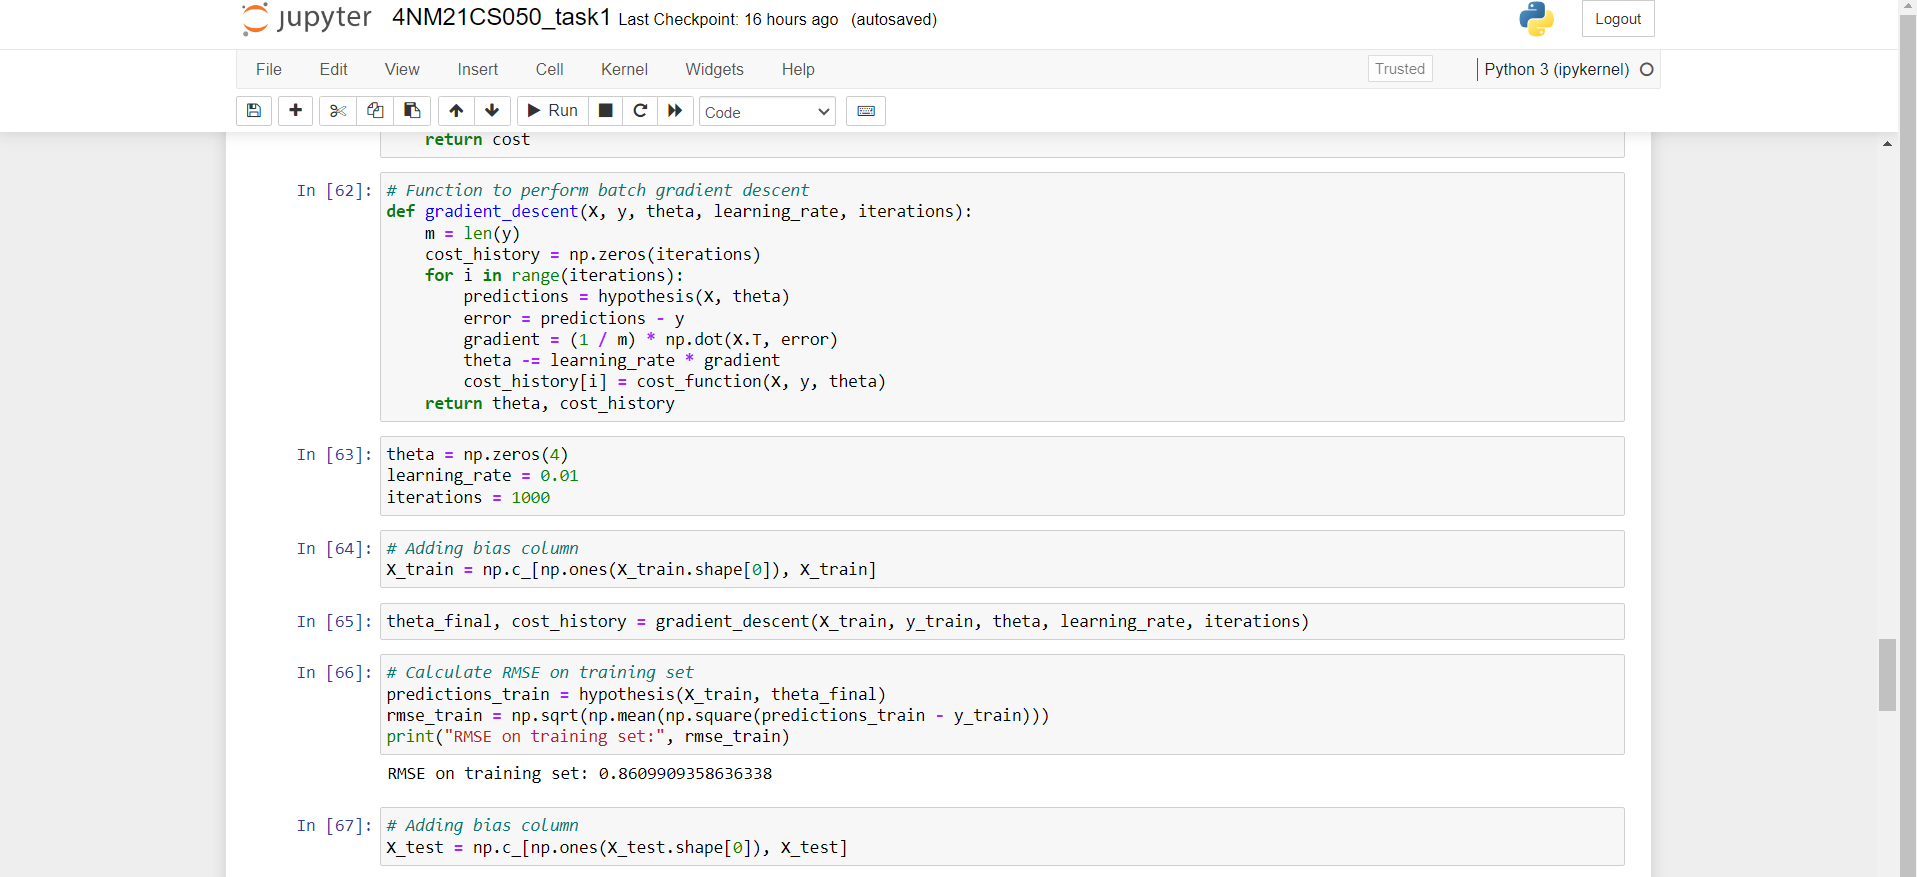 jupyter 4NM21CS050_task1 Last Checkpoint: 16 hours ago (autosaved) Logout
File Edit View Insert Cell Kernel Widgets Help Trusted Python 3 (ipykernel)
Run Code
    return cost
In [62]: # Function to perform batch gradient descent
def gradient_descent(X, y, theta, learning_rate, iterations):
    m = len(y)
    cost_history = np.zeros(iterations)
    for i in range(iterations):
        predictions = hypothesis(X, theta)
        error = predictions - y
        gradient = (1 / m) * np.dot(X.T, error)
        theta -= learning_rate * gradient
        cost_history[i] = cost_function(X, y, theta)
    return theta, cost_history
In [63]: theta = np.zeros(4)
learning_rate = 0.01
iterations = 1000
In [64]: # Adding bias column
X_train = np.c_[np.ones(X_train.shape[0]), X_train]
In [65]: theta_final, cost_history = gradient_descent(X_train, y_train, theta, learning_rate, iterations)
In [66]: # Calculate RMSE on training set
predictions_train = hypothesis(X_train, theta_final)
rmse_train = np.sqrt(np.mean(np.square(predictions_train - y_train)))
print("RMSE on training set:", rmse_train)
RMSE on training set: 0.8609909358636338
In [67]: # Adding bias column
X_test = np.c_[np.ones(X_test.shape[0]), X_test]